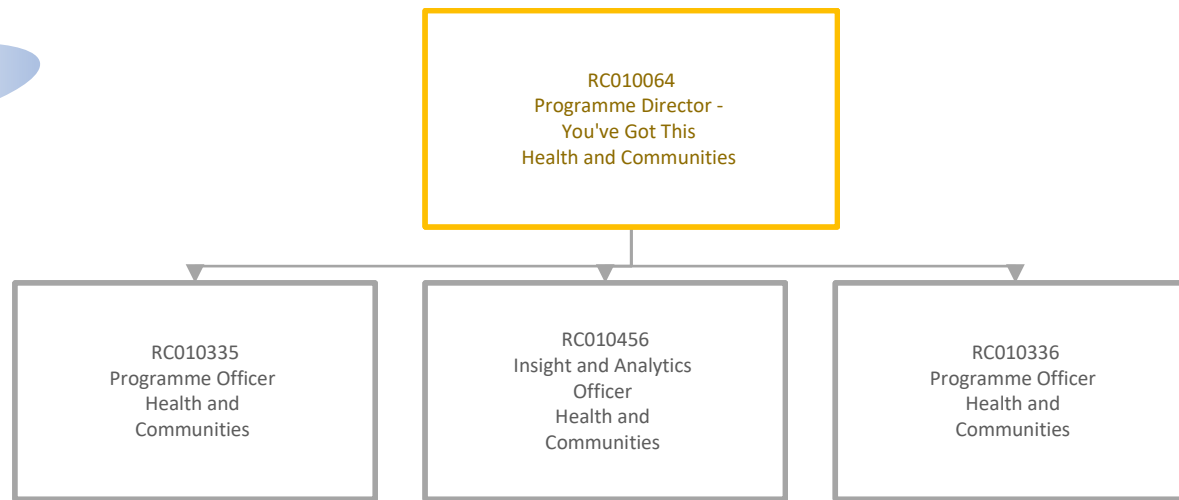 RC010064
Programme Director -
You've Got This
Health and Communities
RC010335
Programme Officer
Health and
Communities
RC010456
Insight and Analytics
Officer
Health and
Communities
RC010336
Programme Officer
Health and
Communities